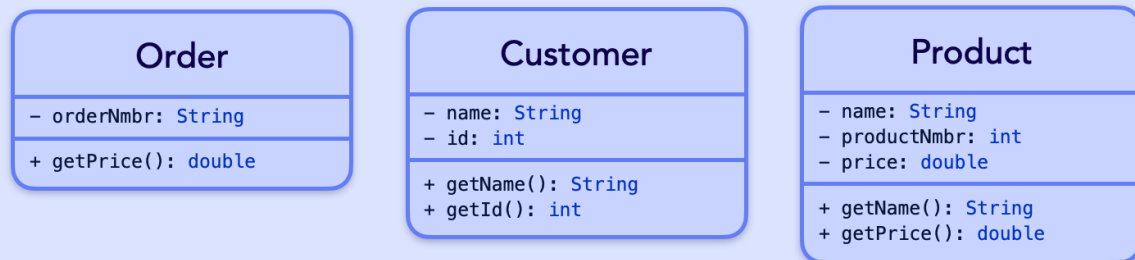 Order
- orderNmbr: String
+ getPrice(): double
Customer
- name: String
- id: int
+ getName(): String
+ getId(): int
Product
- name: String
- productNmbr: int
- price: double
+ getName(): String
+ getPrice(): double